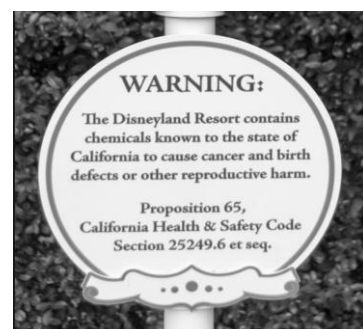 WARNING:
The Disneyland Resort contains
chemicals known to the state of
California to cause cancer and birth
defects or other reproductive harm.
Proposition 65,
California Health & Safety Code
Section 25249.6 et seq.